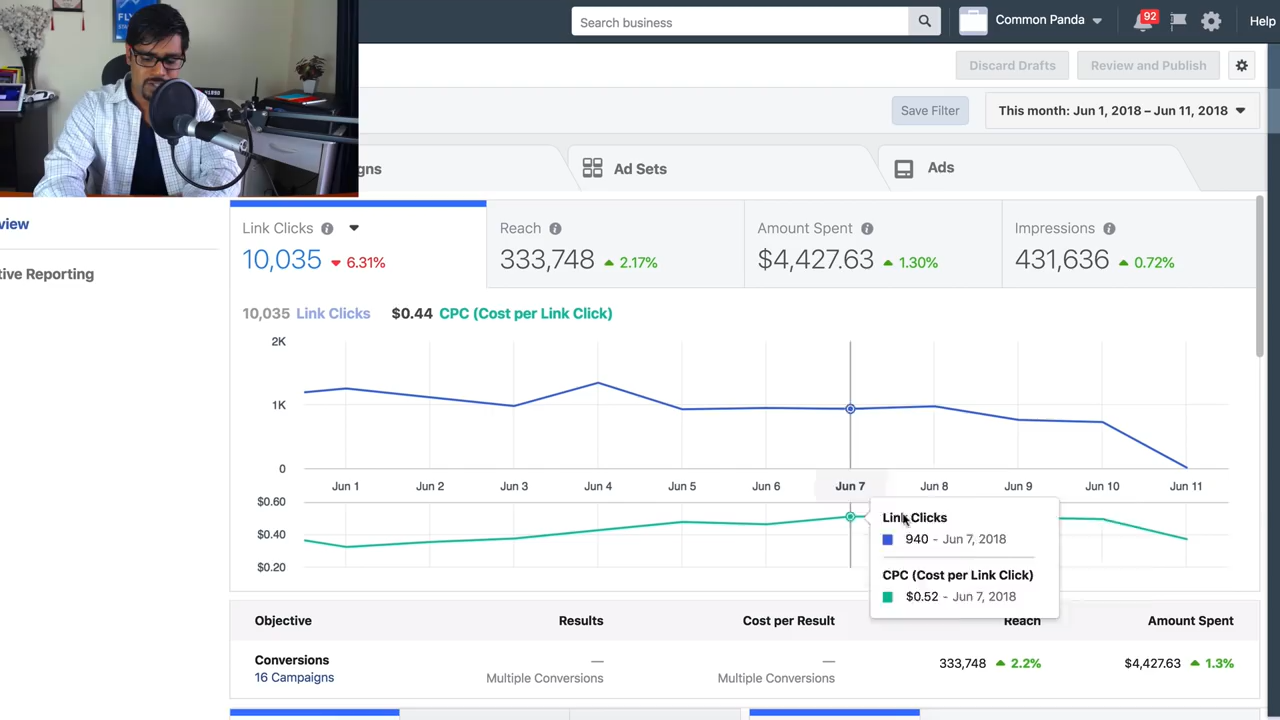 FLY
Search business
Common Panda
92
Help
Discard Drafts
Review and Publish
Save Filter
This month: Jun 1, 2018 – Jun 11, 2018
gns
Ad Sets
Ads
view
tive Reporting
Link Clicks
10,035 6.31%
Reach
333,748 2.17%
Amount Spent
$4,427.63 1.30%
Impressions
431,636 0.72%
10,035 Link Clicks $0.44 CPC (Cost per Link Click)
2K
1K
0
Jun 1 Jun 2 Jun 3 Jun 4 Jun 5 Jun 6 Jun 7 Jun 8 Jun 9 Jun 10 Jun 11
$0.60
$0.40
$0.20
Link Clicks
940 - Jun 7, 2018
CPC (Cost per Link Click)
$0.52 - Jun 7, 2018
Objective Results Cost per Result Reach Amount Spent
Conversions — — 333,748 2.2% $4,427.63 1.3%
16 Campaigns Multiple Conversions Multiple Conversions